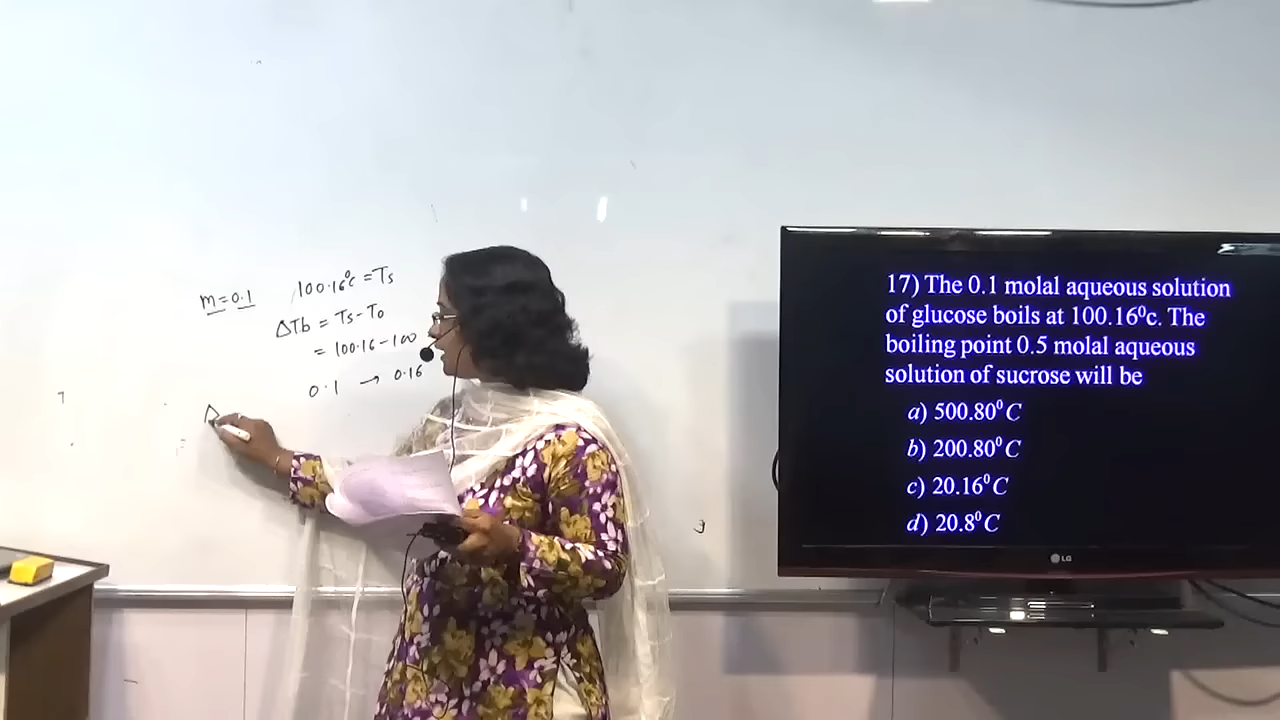 m = 0.1 100.16⁰c = Ts
ΔTb = Ts - To
= 100.16 - 100
0.1 → 0.16
Δ
17) The 0.1 molal aqueous solution
of glucose boils at 100.16⁰c. The
boiling point 0.5 molal aqueous
solution of sucrose will be
a) 500.80⁰C
b) 200.80⁰C
c) 20.16⁰C
d) 20.8⁰C
LG